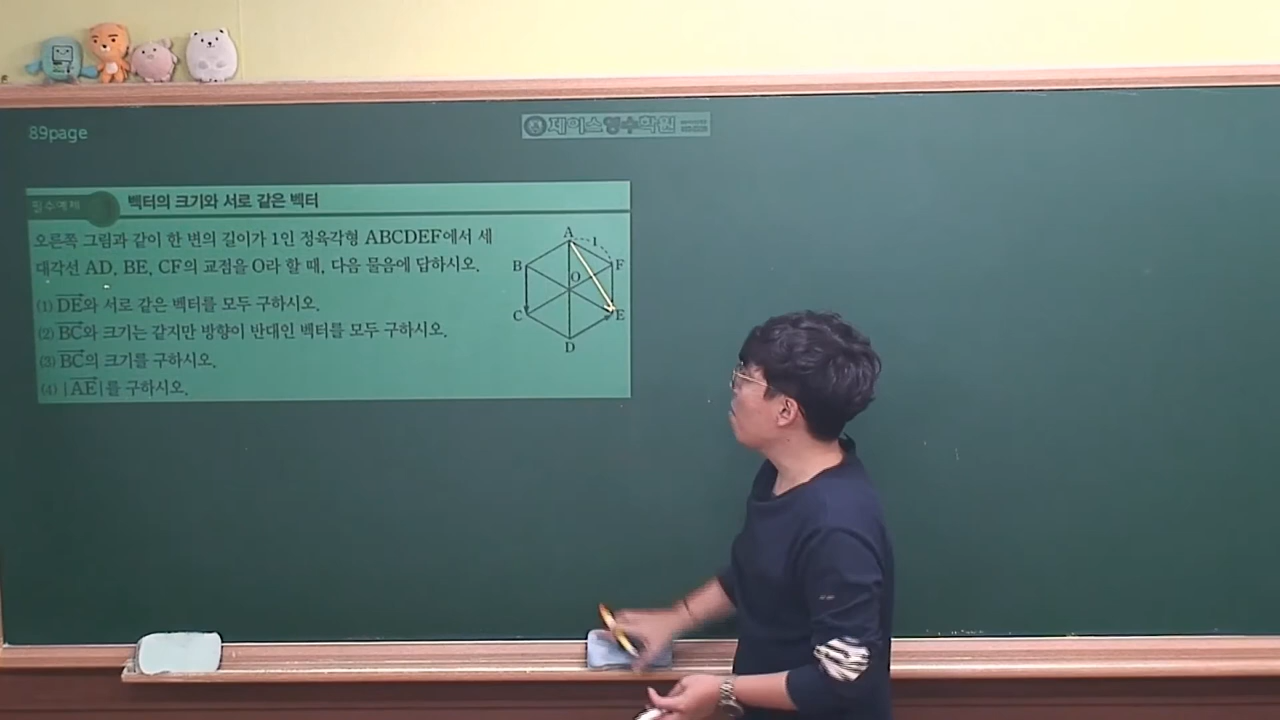 89page
제이스영수학원
필수예제
벡터의 크기와 서로 같은 벡터
오른쪽 그림과 같이 한 변의 길이가 1인 정육각형 ABCDEF에서 세
대각선 AD, BE, CF의 교점을 O라 할 때, 다음 물음에 답하시오.
(1) DE와 서로 같은 벡터를 모두 구하시오.
(2) BC와 크기는 같지만 방향이 반대인 벡터를 모두 구하시오.
(3) BC의 크기를 구하시오.
(4) |AE|를 구하시오.
A
1
B
F
O
C
E
D